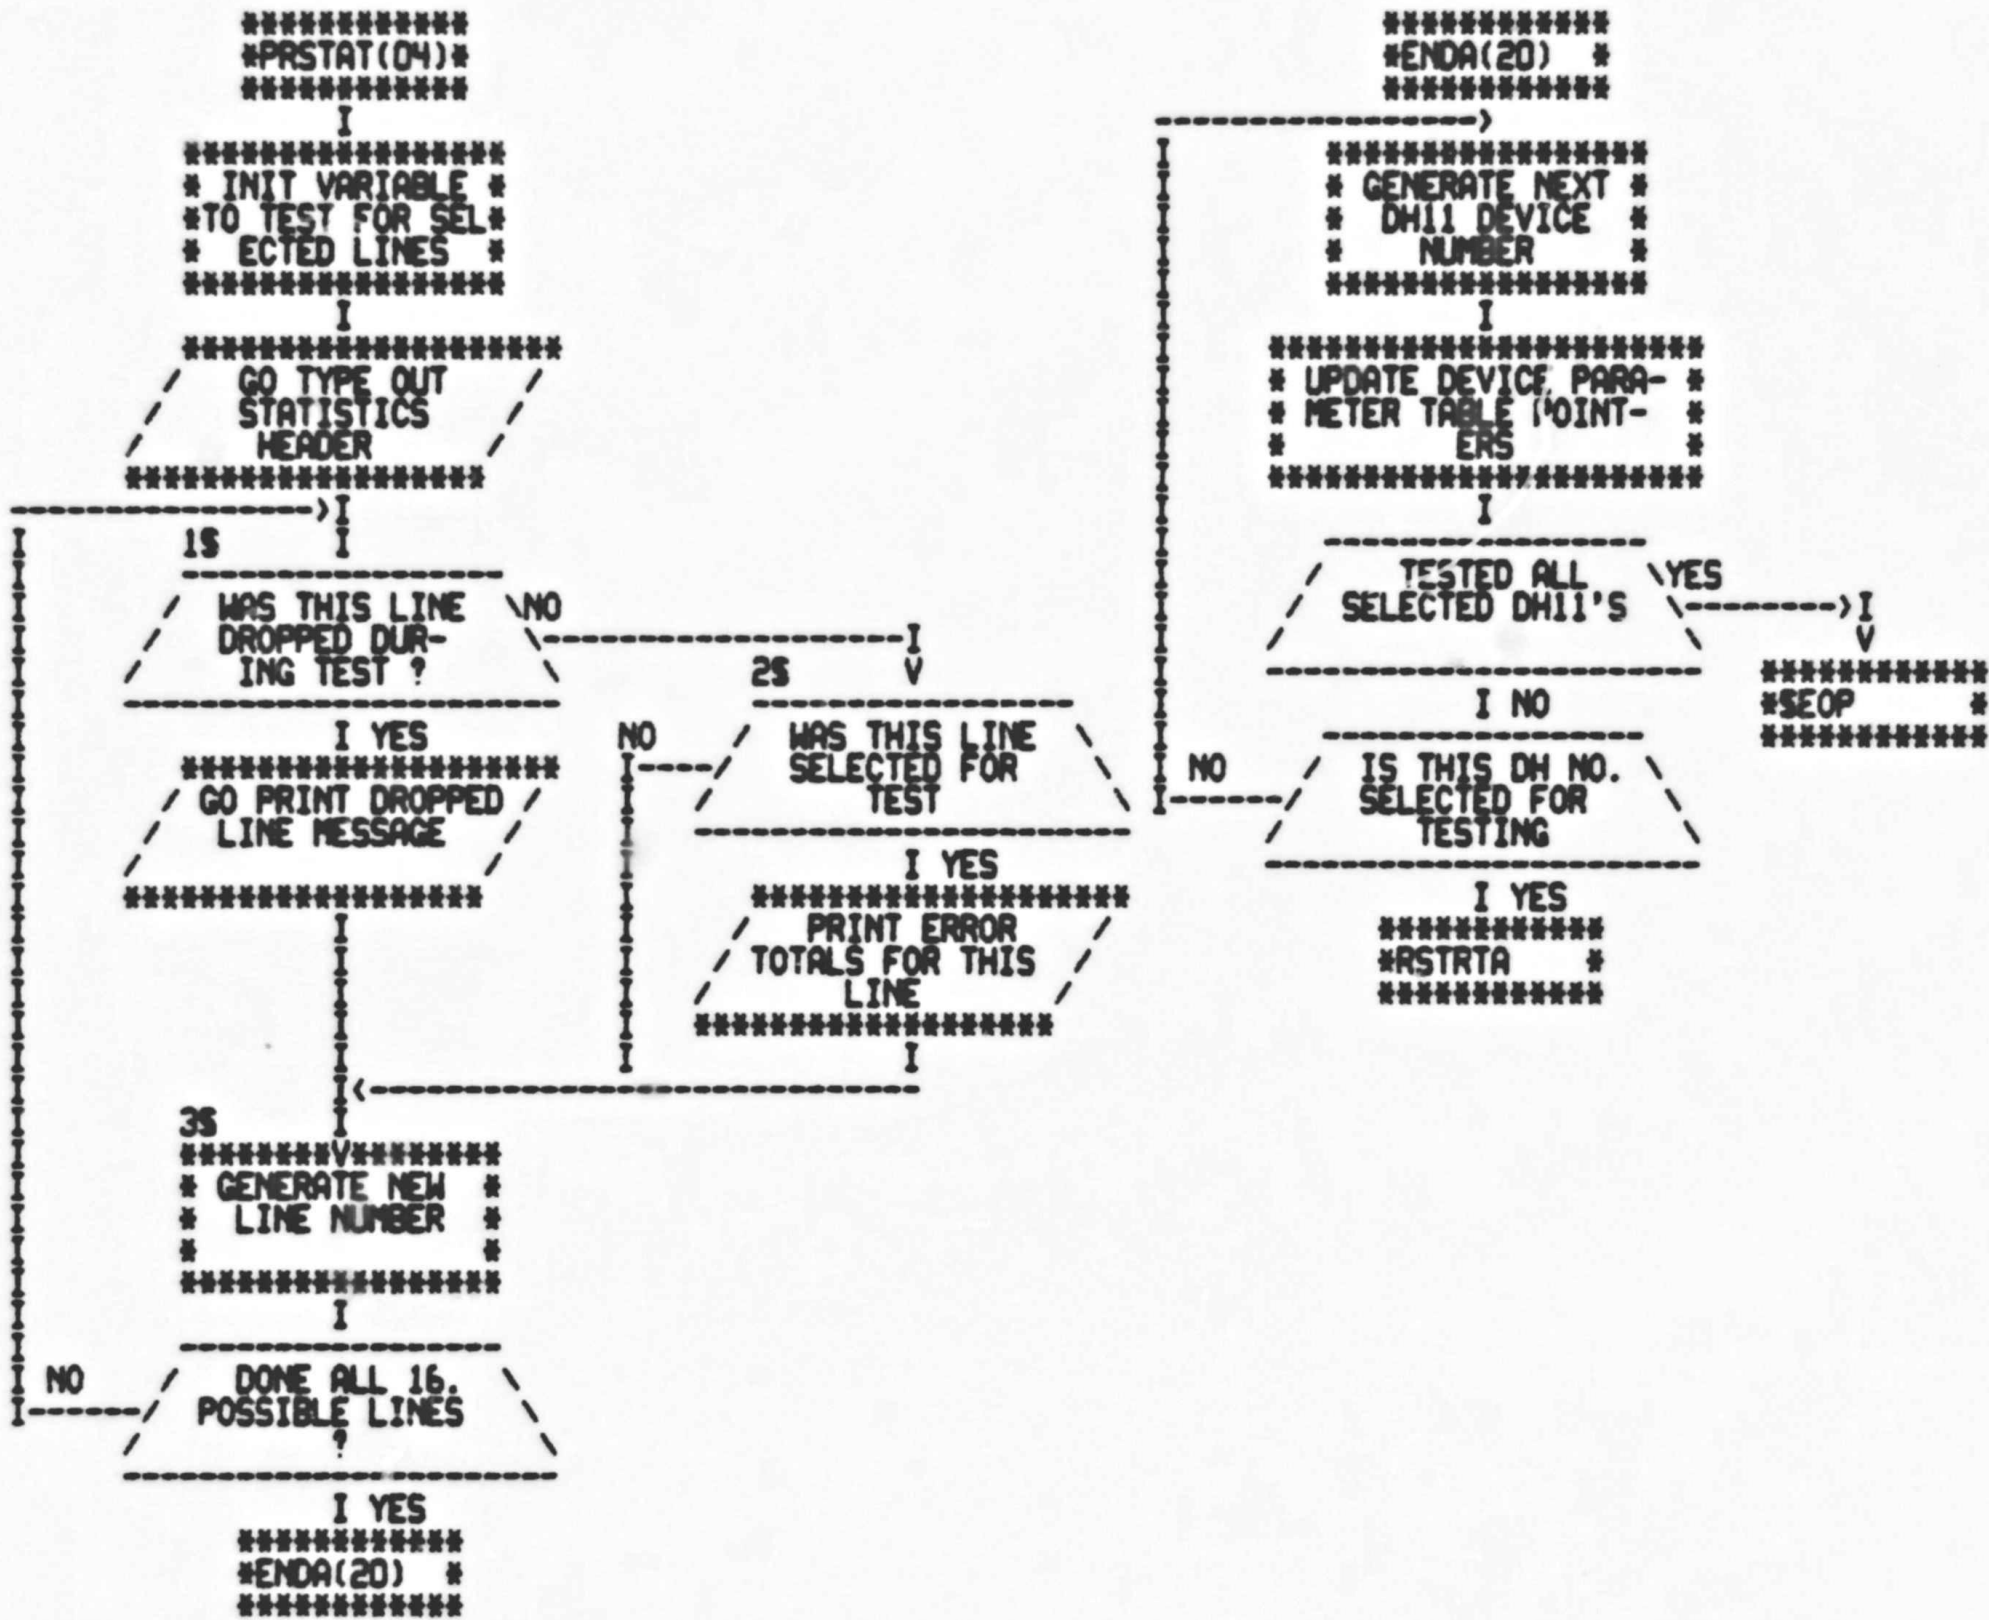 *PRSTAT(04)*
INIT VARIABLE
TO TEST FOR SEL
ECTED LINES
GO TYPE OUT
STATISTICS
HEADER
1$
WAS THIS LINE
DROPPED DUR-
ING TEST ?
NO
YES
GO PRINT DROPPED
LINE MESSAGE
2$
WAS THIS LINE
SELECTED FOR
TEST
NO
YES
PRINT ERROR
TOTALS FOR THIS
LINE
3$
GENERATE NEW
LINE NUMBER
DONE ALL 16.
POSSIBLE LINES
?
NO
YES
*ENDA(20) *
*ENDA(20) *
GENERATE NEXT
DH11 DEVICE
NUMBER
UPDATE DEVICE PARA-
METER TABLE POINT-
ERS
TESTED ALL
SELECTED DH11'S
YES
*$EOP *
NO
IS THIS DH NO.
SELECTED FOR
TESTING
NO
YES
*RSTRTA *